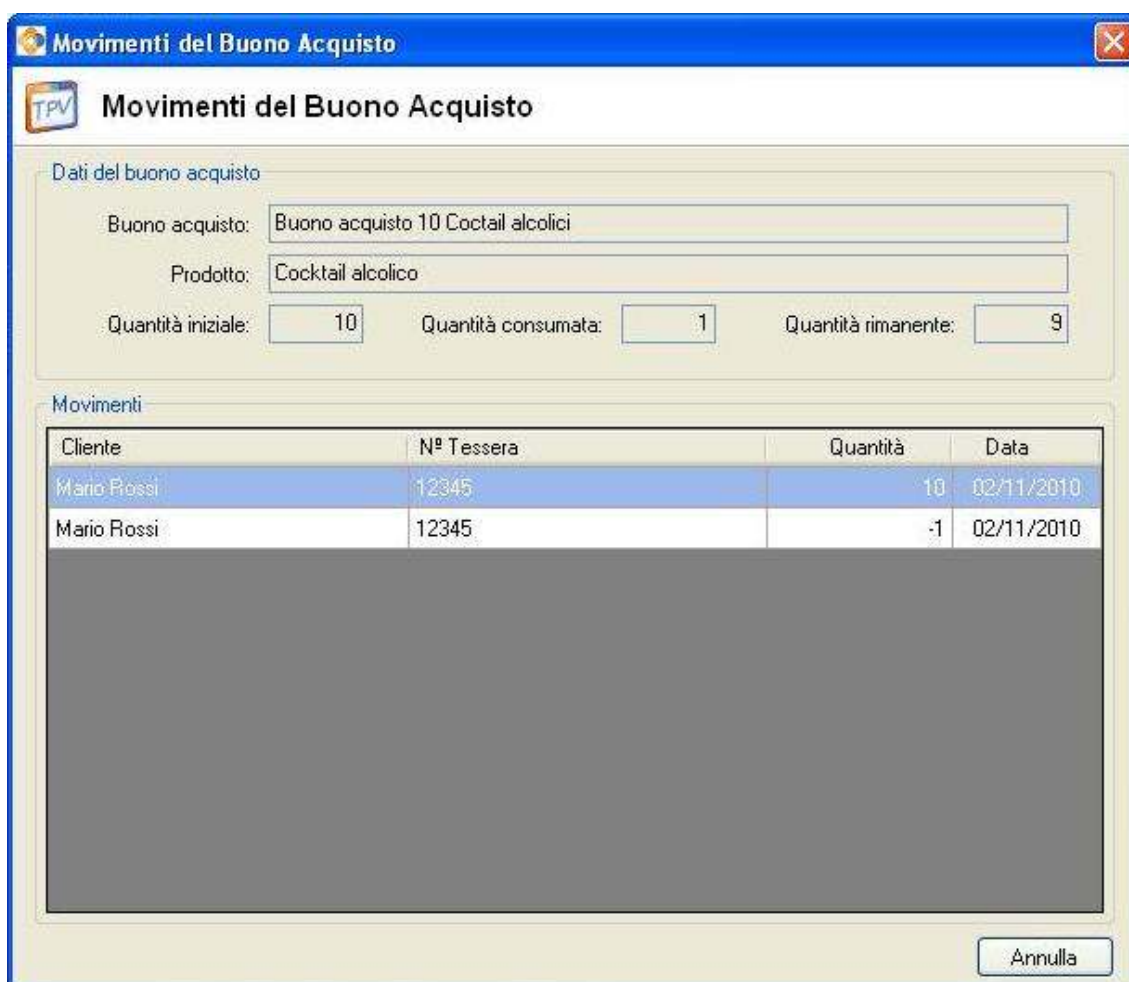 Movimenti del Buono Acquisto
TPV Movimenti del Buono Acquisto
Dati del buono acquisto
Buono acquisto: Buono acquisto 10 Coctail alcolici
Prodotto: Cocktail alcolico
Quantità iniziale: 10 Quantità consumata: 1 Quantità rimanente: 9
Movimenti
Cliente Nº Tessera Quantità Data
Mario Rossi 12345 10 02/11/2010
Mario Rossi 12345 -1 02/11/2010
Annulla